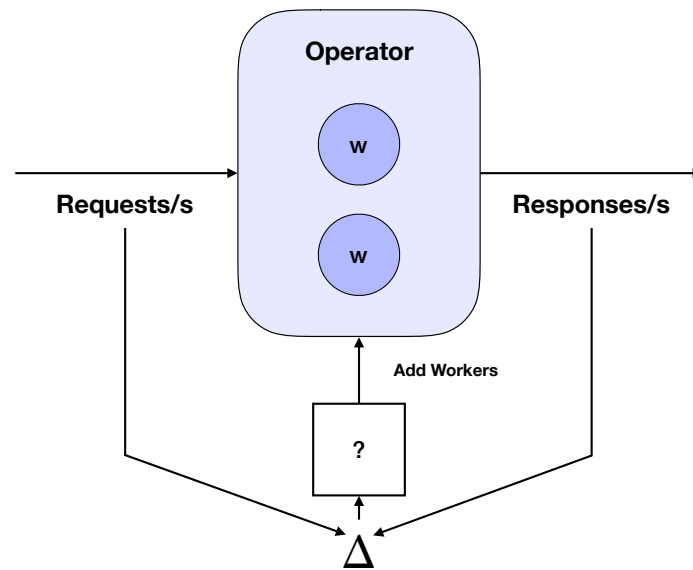 Operator
w
Requests/s
Responses/s
w
Add Workers
?
Δ